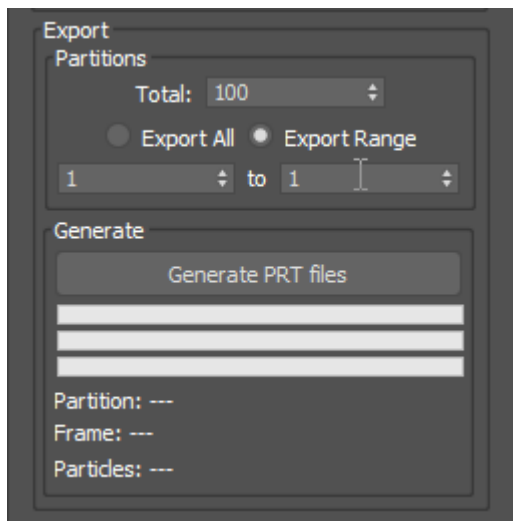 Export
Partitions
Total: 100
Export All Export Range
1 to 1
Generate
Generate PRT files
Partition: ---
Frame: ---
Particles: ---